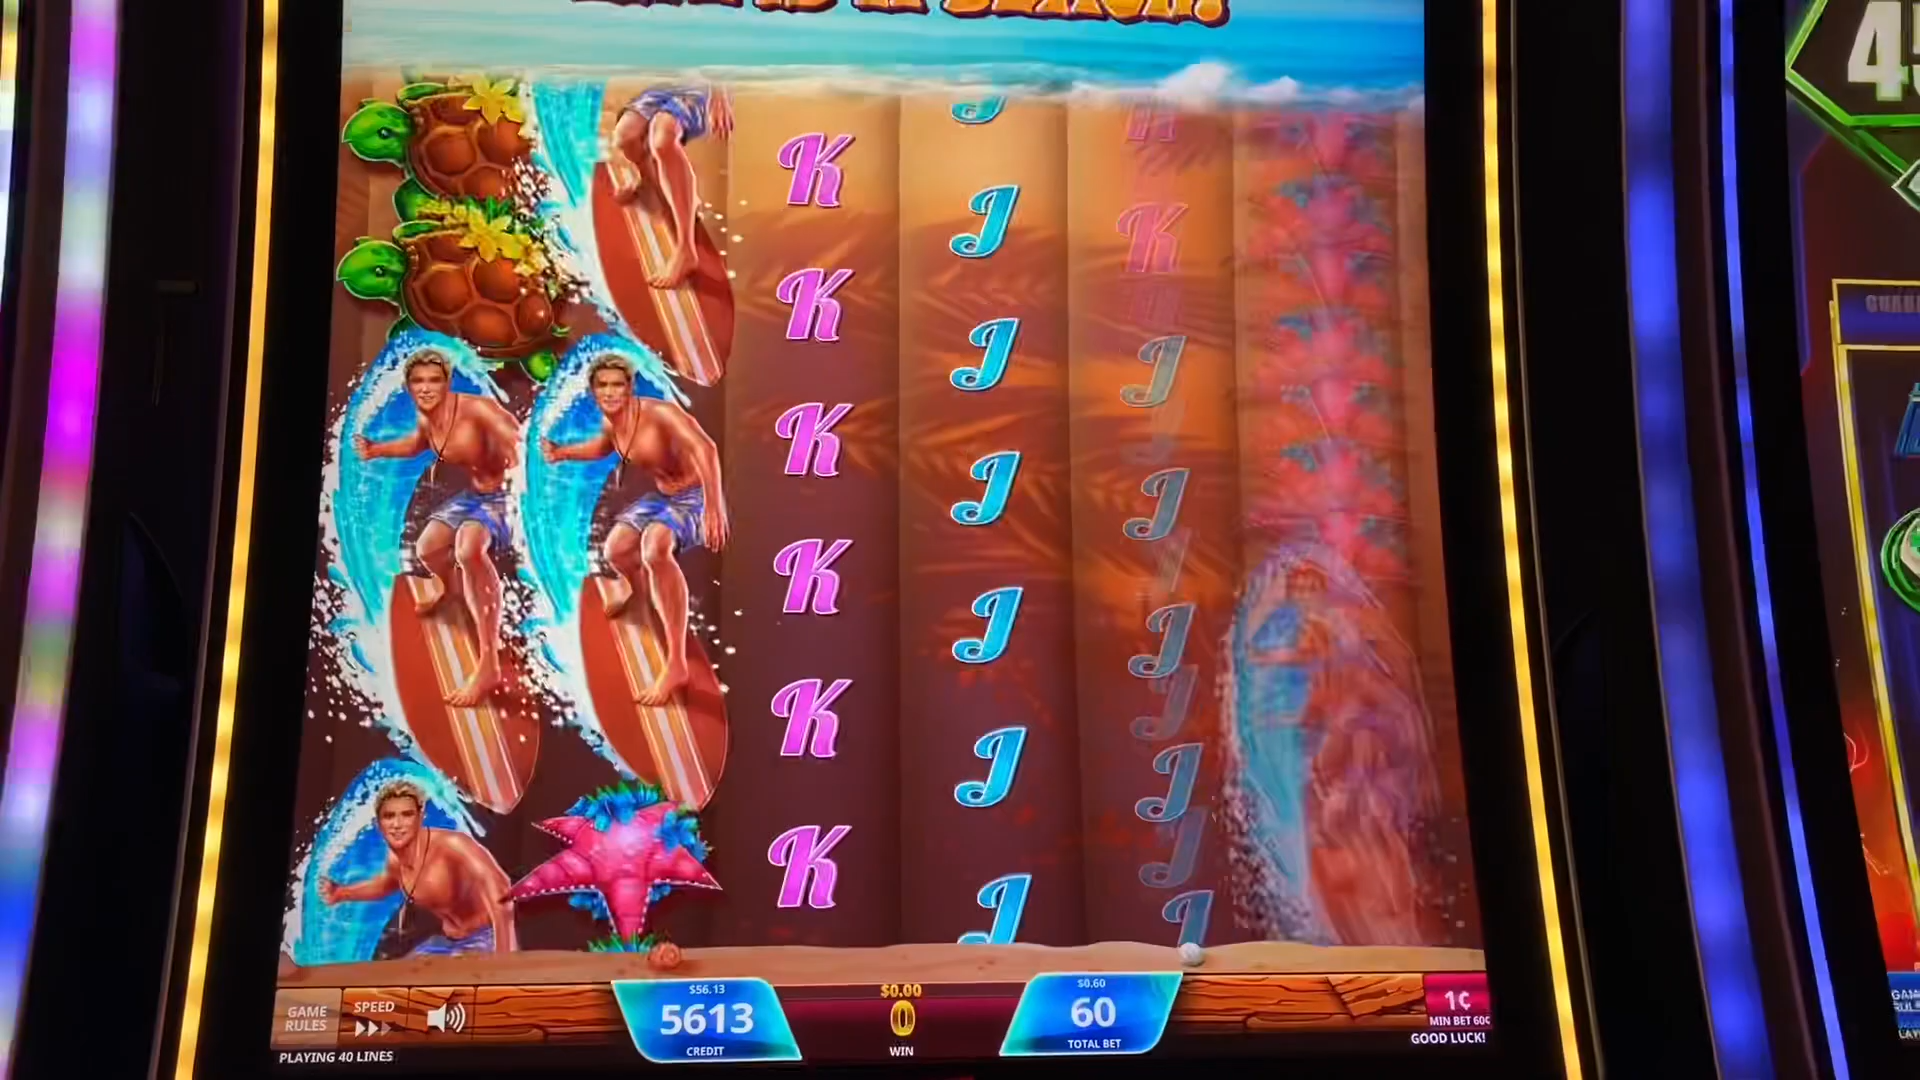 45
K
J
K
K
K
J
J
K
J
J
K
J
J
K
J
J
K
J
J
GAME
RULES
SPEED
$56.13
5613
CREDIT
$0.00
0
WIN
$0.60
60
TOTAL BET
1¢
MIN BET 60¢
GOOD LUCK!
PLAYING 40 LINES